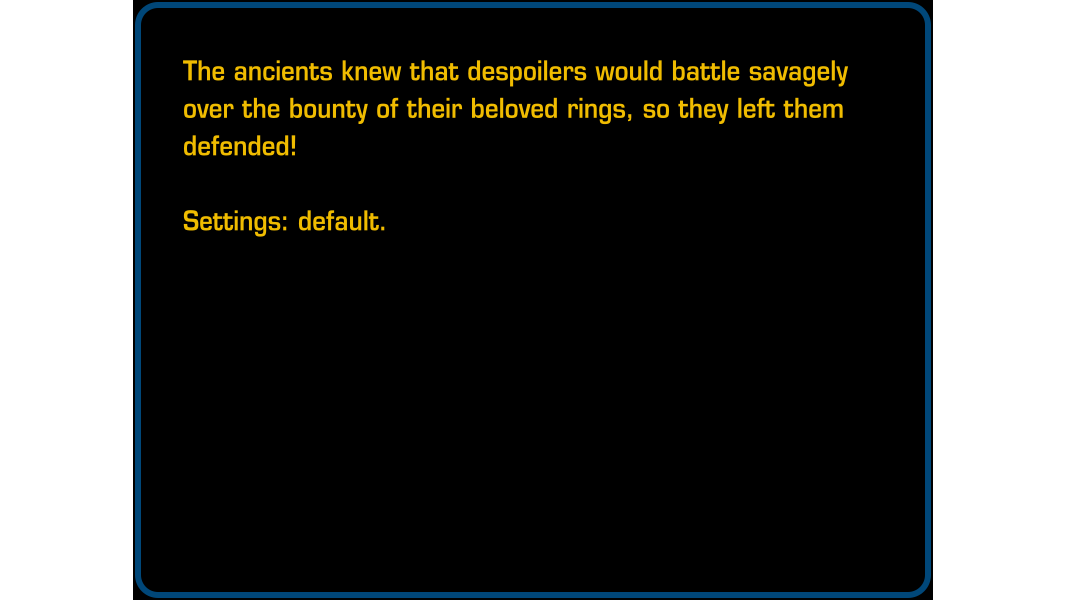 The ancients knew that despoilers would battle savagely
over the bounty of their beloved rings, so they left them
defended!
Settings: default.